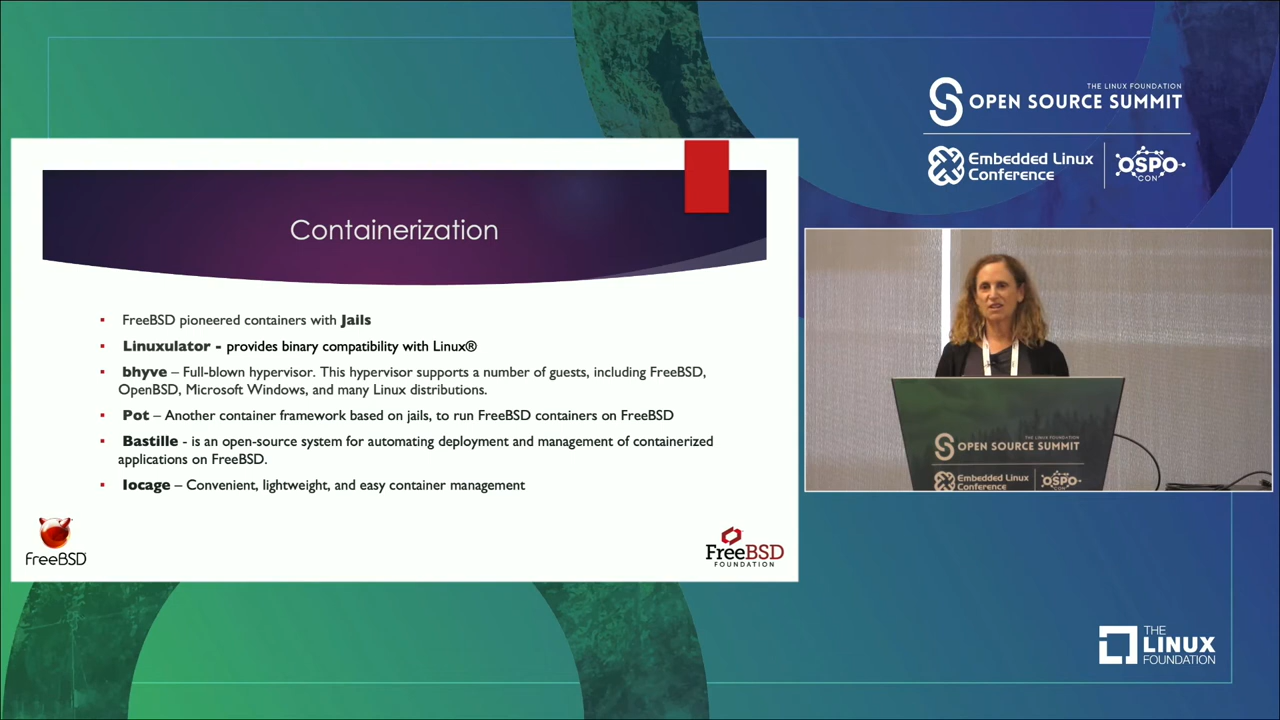 THE LINUX FOUNDATION
OPEN SOURCE SUMMIT
Embedded Linux
Conference
OSPO
CON
Containerization
FreeBSD pioneered containers with Jails
Linuxulator - provides binary compatibility with Linux®
bhyve – Full-blown hypervisor. This hypervisor supports a number of guests, including FreeBSD,
OpenBSD, Microsoft Windows, and many Linux distributions.
Pot – Another container framework based on jails, to run FreeBSD containers on FreeBSD
Bastille - is an open-source system for automating deployment and management of containerized
applications on FreeBSD.
Iocage – Convenient, lightweight, and easy container management
FreeBSD
FreeBSD
FOUNDATION
THE LINUX FOUNDATION
OPEN SOURCE SUMMIT
Embedded Linux
Conference
OSPO
CON
THE
LINUX
FOUNDATION